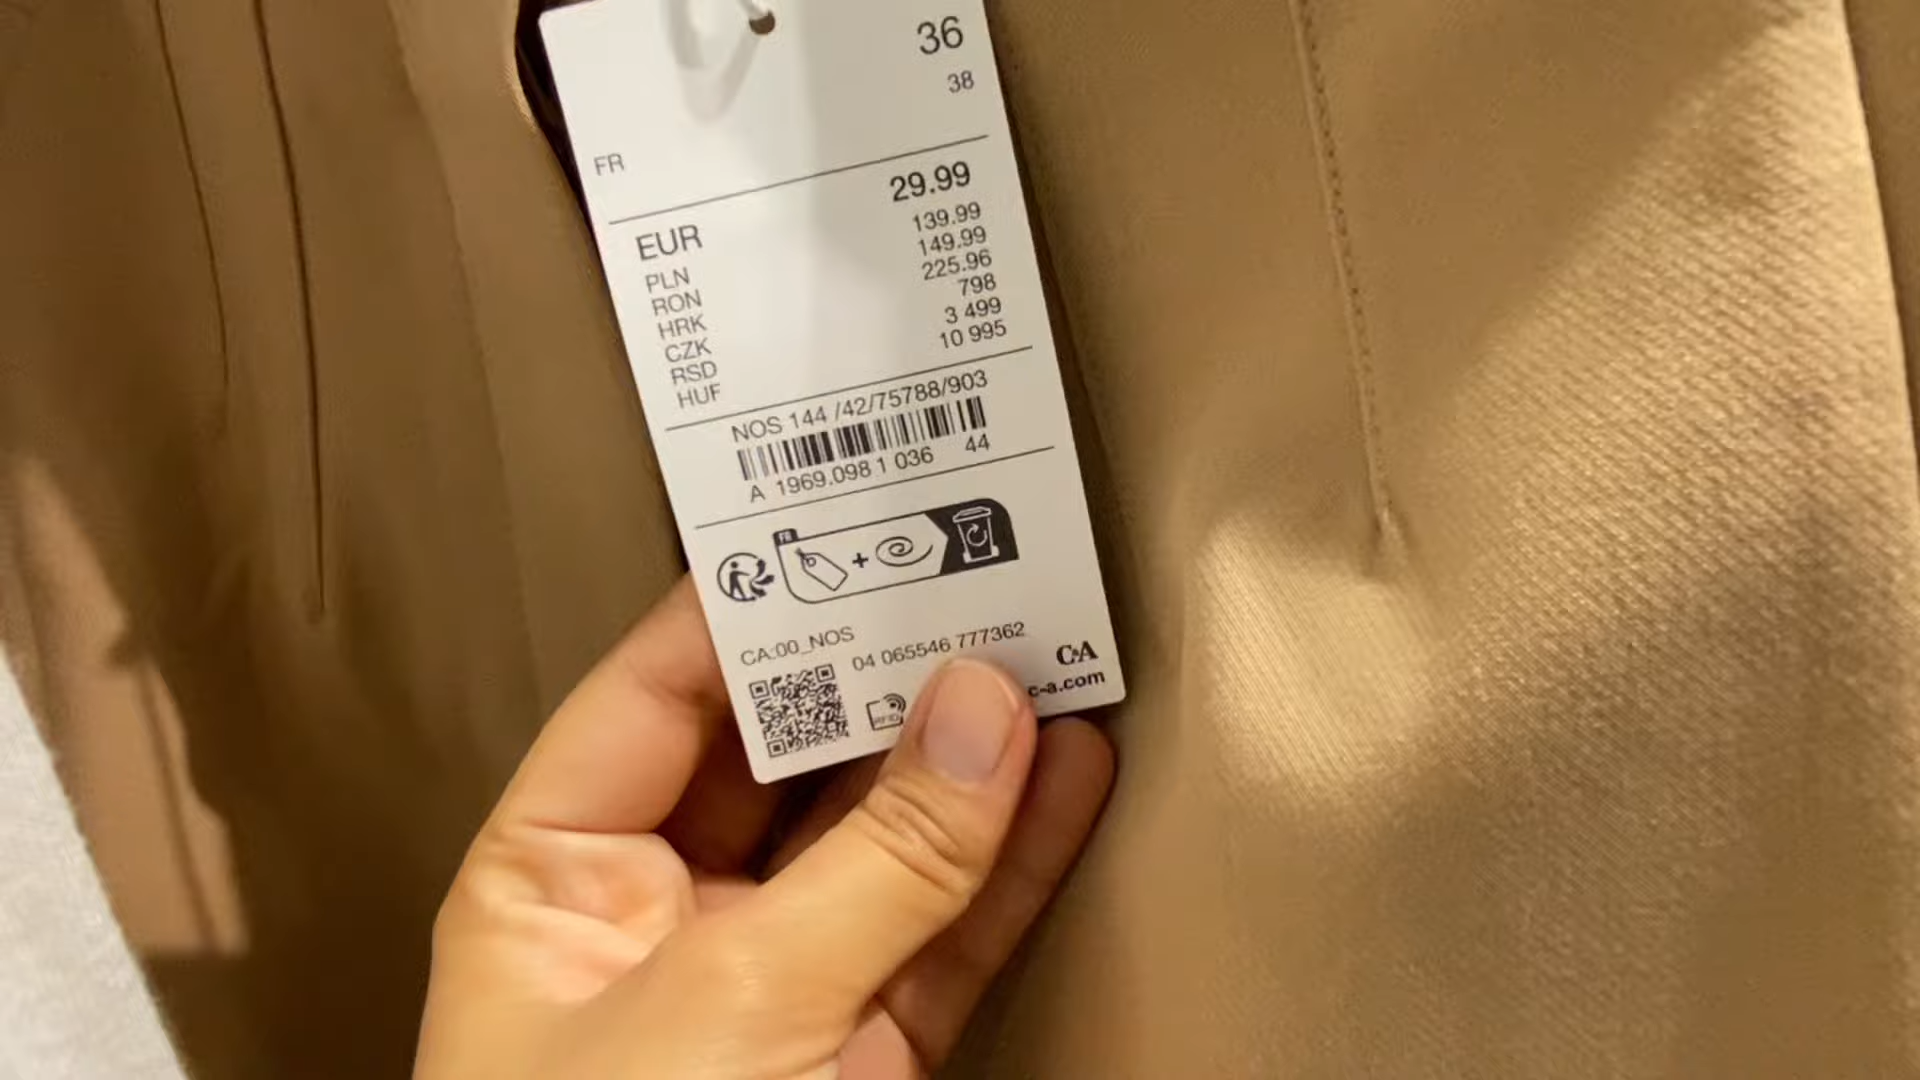 36
38
FR
EUR 29.99
PLN 139.99
RON 149.99
HRK 225.96
CZK 798
RSD 3 499
HUF 10 995
NOS 144 /42/75788/903
A 1969.098 1 036 44
FR
+
CA:00_NOS
04 065546 777362
C&A
RFID
c-a.com